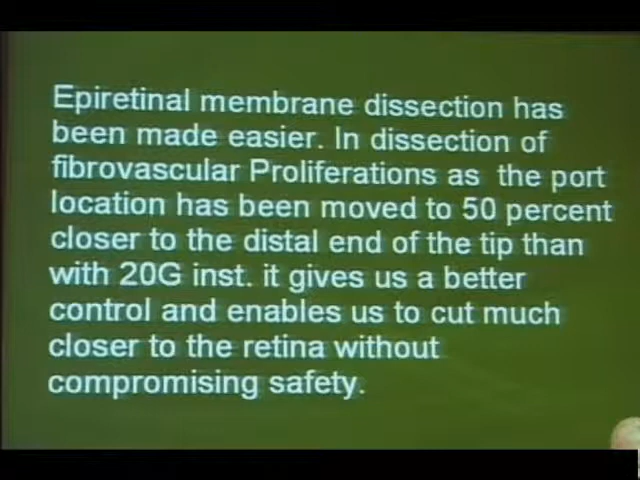 Epiretinal membrane dissection has
been made easier. In dissection of
fibrovascular Proliferations as the port
location has been moved to 50 percent
closer to the distal end of the tip than
with 20G inst. it gives us a better
control and enables us to cut much
closer to the retina without
compromising safety.